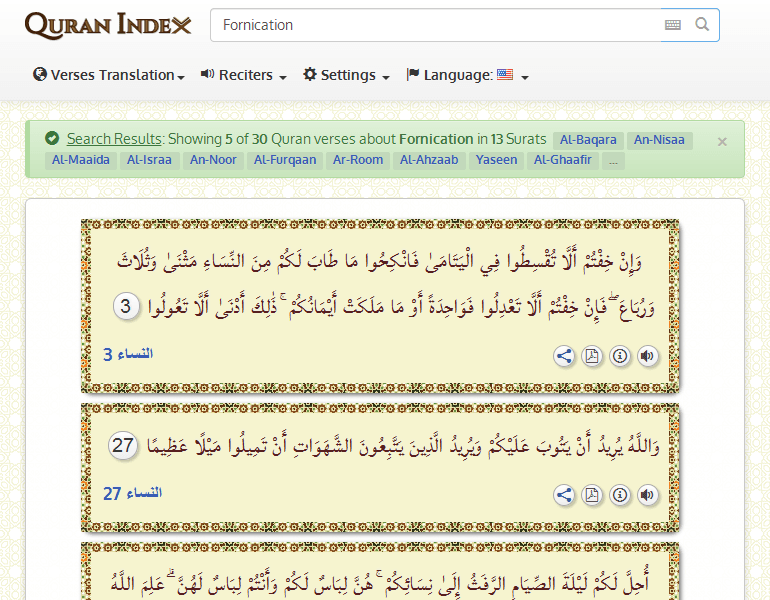 QURAN INDEX
Fornication
Verses Translation
Reciters
Settings
Language:
Search Results: Showing 5 of 30 Quran verses about Fornication in 13 Surats Al-Baqara An-Nisaa
Al-Maaida Al-Israa An-Noor Al-Furqaan Ar-Room Al-Ahzaab Yaseen Al-Ghaafir ...
×
وَإِنْ خِفْتُمْ أَلَّا تُقْسِطُوا فِي الْيَتَامَىٰ فَانْكِحُوا مَا طَابَ لَكُمْ مِنَ النِّسَاءِ مَثْنَىٰ وَثُلَاثَ
وَرُبَاعَ ۖ فَإِنْ خِفْتُمْ أَلَّا تَعْدِلُوا فَوَاحِدَةً أَوْ مَا مَلَكَتْ أَيْمَانُكُمْ ۚ ذَٰلِكَ أَدْنَىٰ أَلَّا تَعُولُوا 3
النساء 3
وَاللَّهُ يُرِيدُ أَنْ يَتُوبَ عَلَيْكُمْ وَيُرِيدُ الَّذِينَ يَتَّبِعُونَ الشَّهَوَاتِ أَنْ تَمِيلُوا مَيْلًا عَظِيمًا 27
النساء 27
أُحِلَّ لَكُمْ لَيْلَةَ الصِّيَامِ الرَّفَثُ إِلَىٰ نِسَائِكُمْ ۚ هُنَّ لِبَاسٌ لَكُمْ وَأَنْتُمْ لِبَاسٌ لَهُنَّ ۗ عَلِمَ اللَّهُ